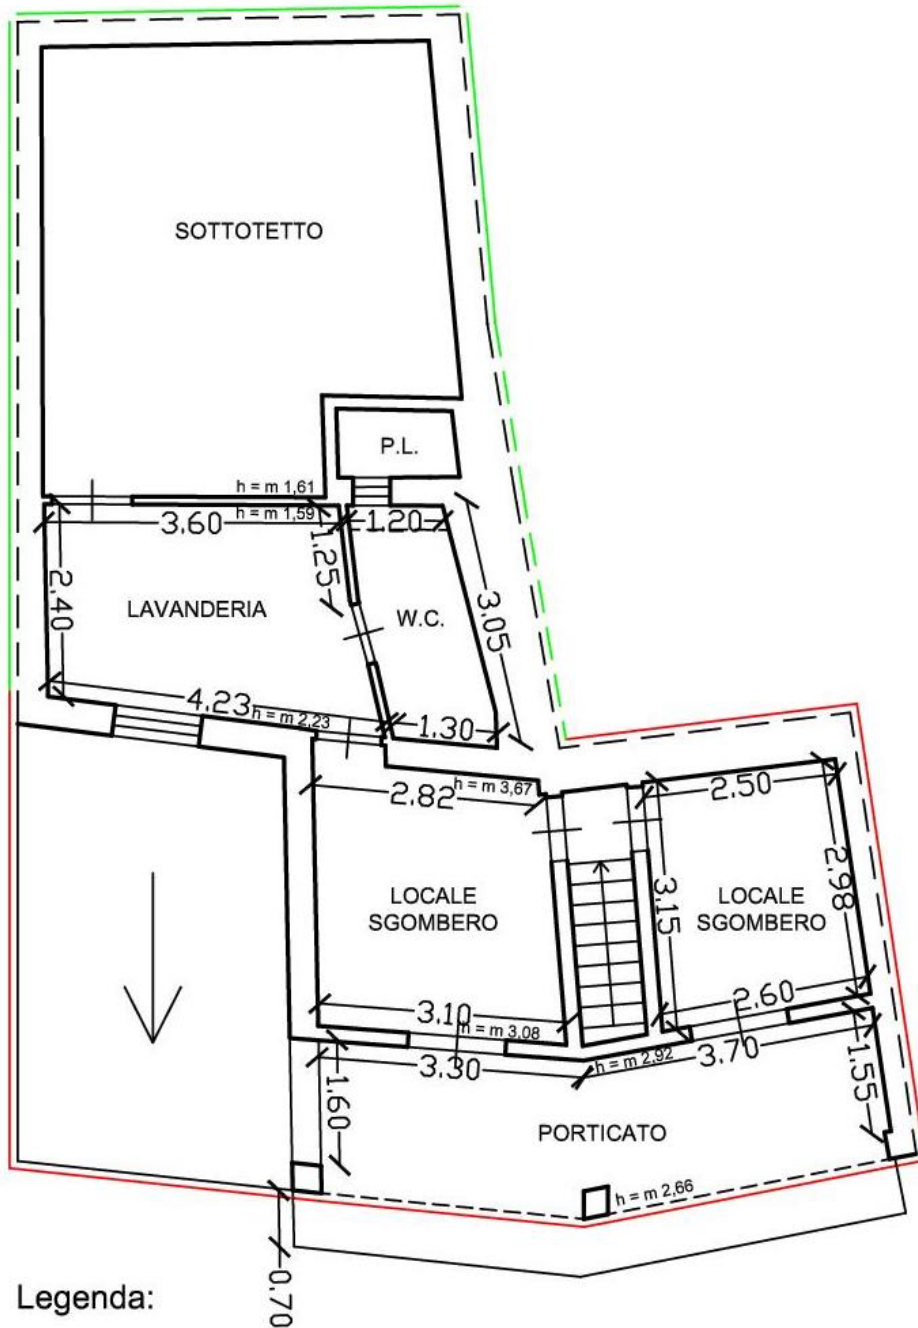 SOTTOTETTO
P.L.
h = m 1,61
3.60
h = m 1,59
1.20
1.25
2.40
LAVANDERIA
W.C.
3.05
4.23
h = m 2,23
1.30
2.82
h = m 3,67
2.50
LOCALE
SGOMBERO
3.15
LOCALE
SGOMBERO
2.98
3.10
h = m 3,08
2.60
3.30
h = m 2,92
3.70
1.60
1.55
PORTICATO
h = m 2,66
0.70
Legenda: